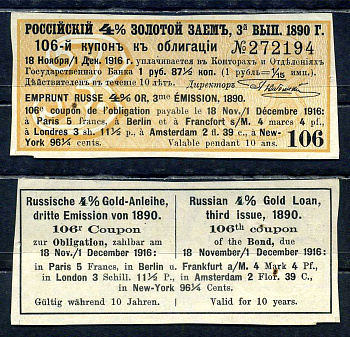 РОССІЙСКІЙ 4% ЗОЛОТОЙ ЗАЕМЪ, 3й ВЫП. 1890 Г.
106-й купонъ къ облигаціи №272194
18 Ноября/1 Дек. 1916 г. уплачивается въ Конторахъ и Отдѣленіяхъ
Государственнаго Банка 1 руб. 87½ коп. (1 рубль=1/15 имп.)
Дѣйствителенъ въ теченіе 10 лѣтъ. Директоръ
EMPRUNT RUSSE 4% OR, 3me ÉMISSION, 1890.
106me coupon de l'obligation payable le 18 Nov./1 Décembre 1916:
à Paris 5 Francs, à Berlin et à Francfort s/M. 4 marcs 4 pf.,
à Londres 3 sh. 11½ p., à Amsterdam 2 fl. 39 c., à New-
York 96¼ cents. Valable pendant 10 ans. 106
Russische 4% Gold-Anleihe,
dritte Emission von 1890.
106r Coupon
zur Obligation, zahlbar am
18 Nov./1 December 1916:
in Paris 5 Francs, in Berlin u. Frankfurt a/M. 4 Mark 4 Pf.,
in London 3 Schill. 11½ P., in Amsterdam 2 Flor. 39 C.,
in New-York 96¼ Cents.
Gültig während 10 Jahren.
Russian 4% Gold Loan,
third issue, 1890.
106th coupon
of the Bond, due
18 November/1 December 1916:
Valid for 10 years.